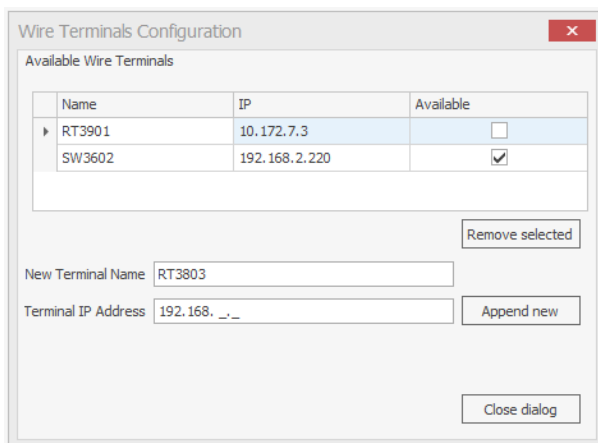 Wire Terminals Configuration
Available Wire Terminals
Name IP Available
RT3901 10.172.7.3
SW3602 192.168.2.220
Remove selected
New Terminal Name RT3803
Terminal IP Address 192.168. _._ Append new
Close dialog